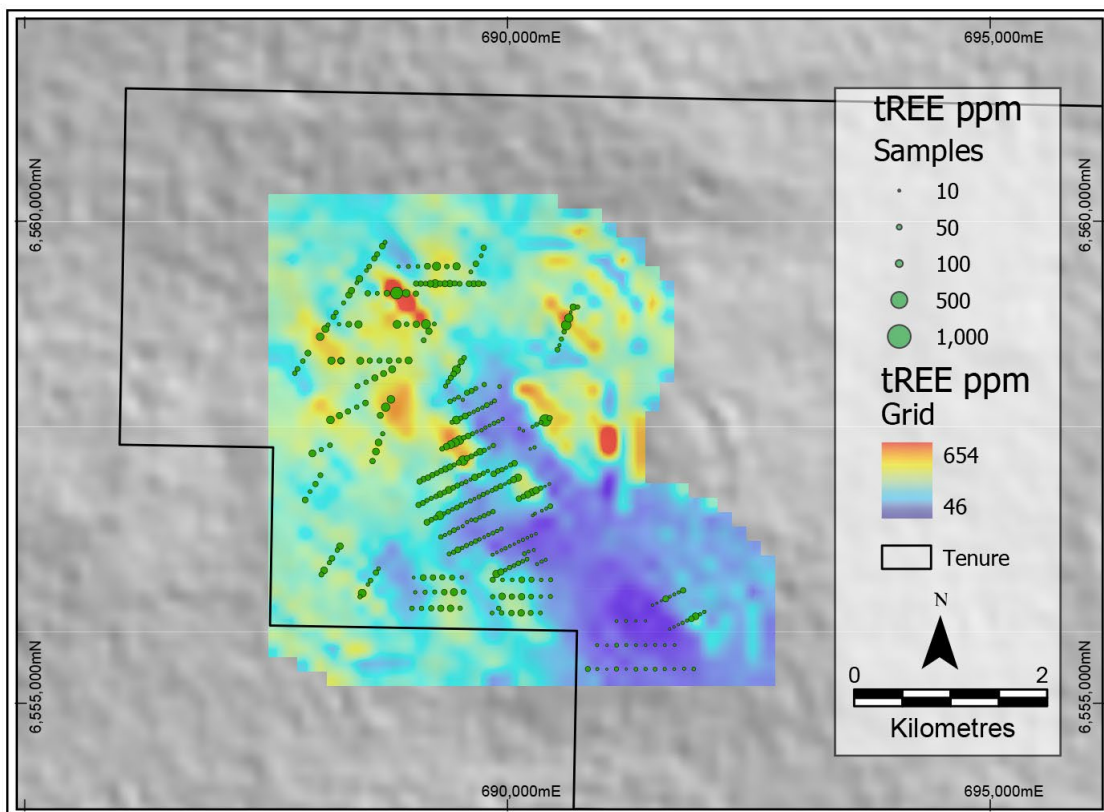 690,000mE
695,000mE
6,560,000mN
6,560,000mN
tREE ppm
Samples
10
50
100
500
1,000
tREE ppm
Grid
654
46
Tenure
N
0
2
Kilometres
6,555,000mN
6,555,000mN
690,000mE
695,000mE